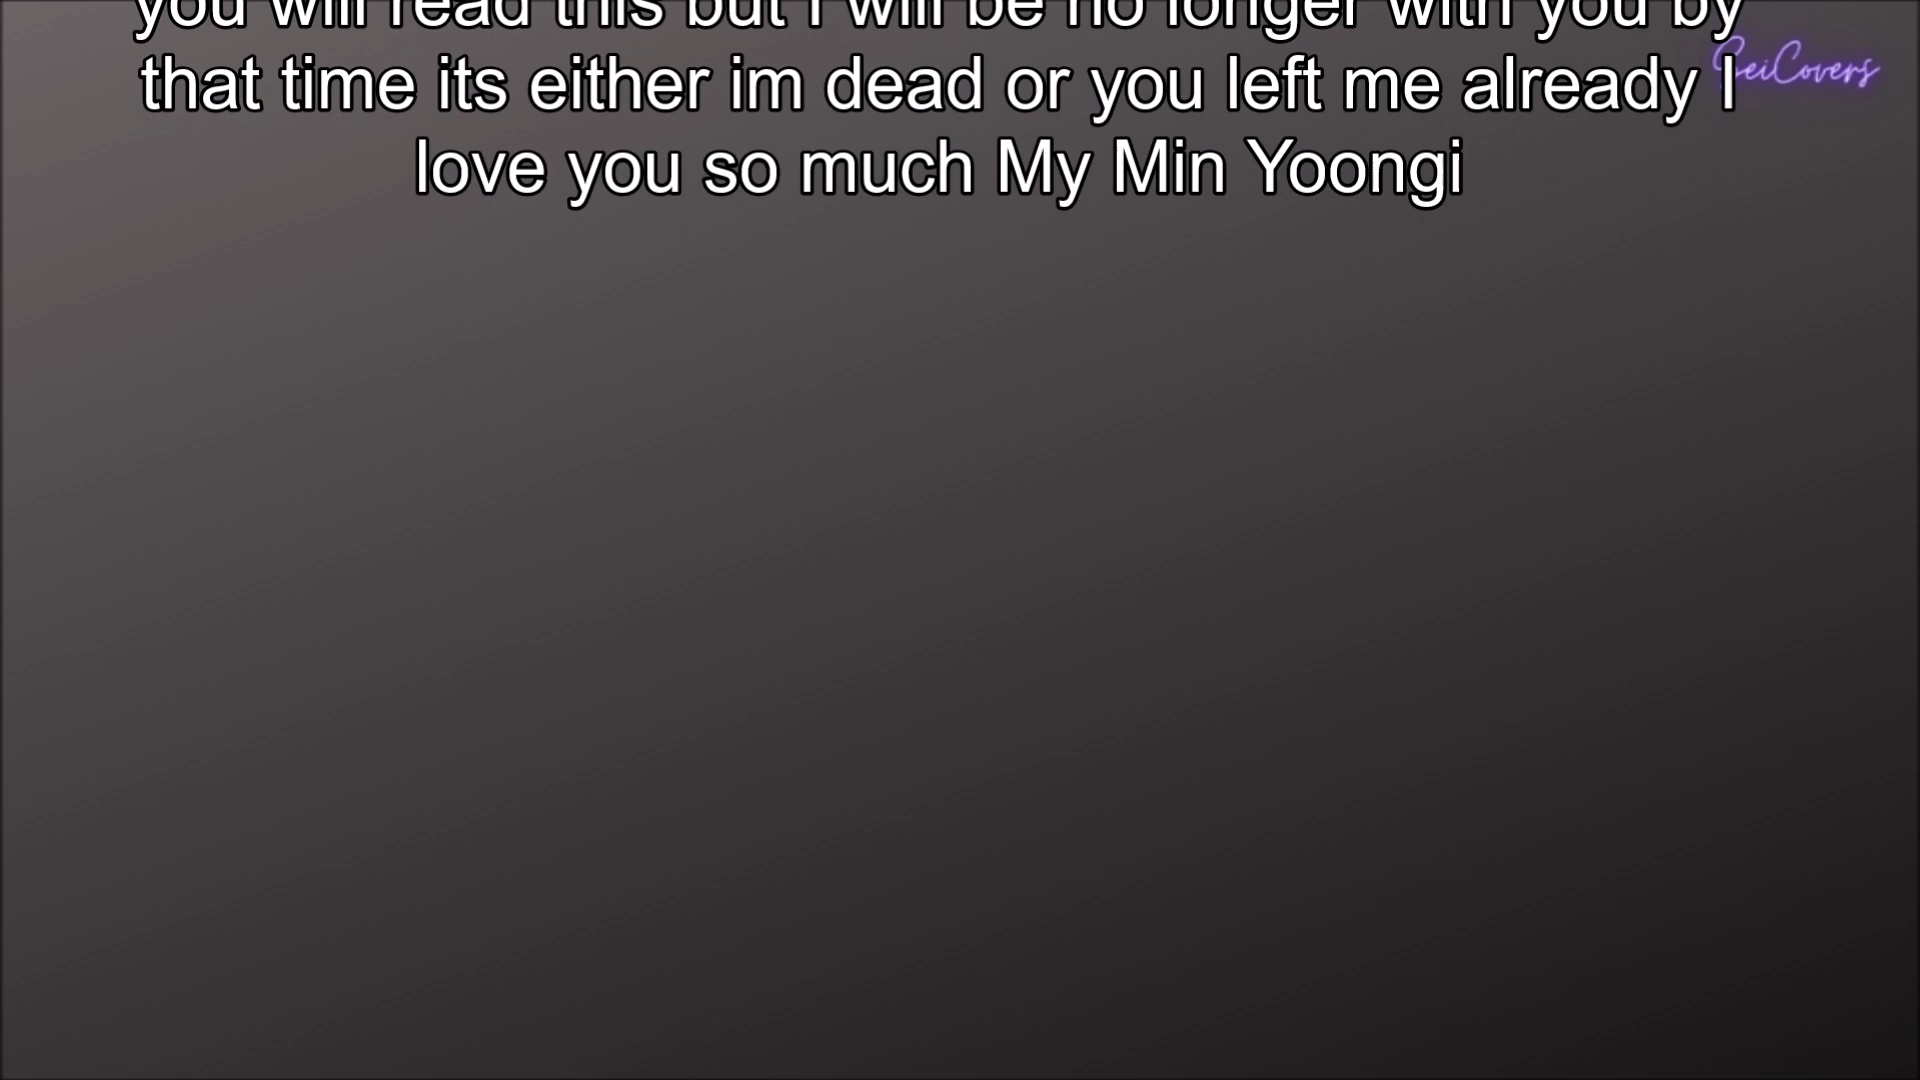 you will read this but I will be no longer with you by
that time its either im dead or you left me already I
love you so much My Min Yoongi
SeiCovers